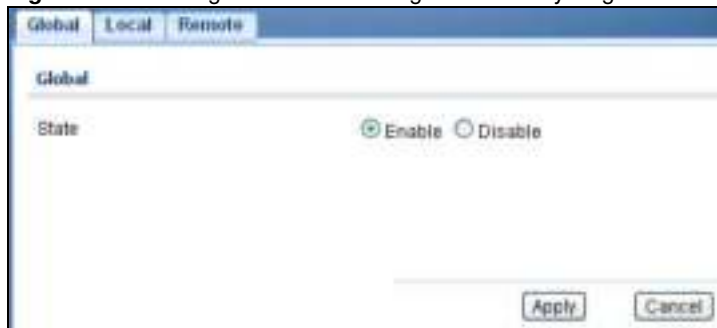 Global Local Remote
Global
State Enable Disable
Apply Cancel